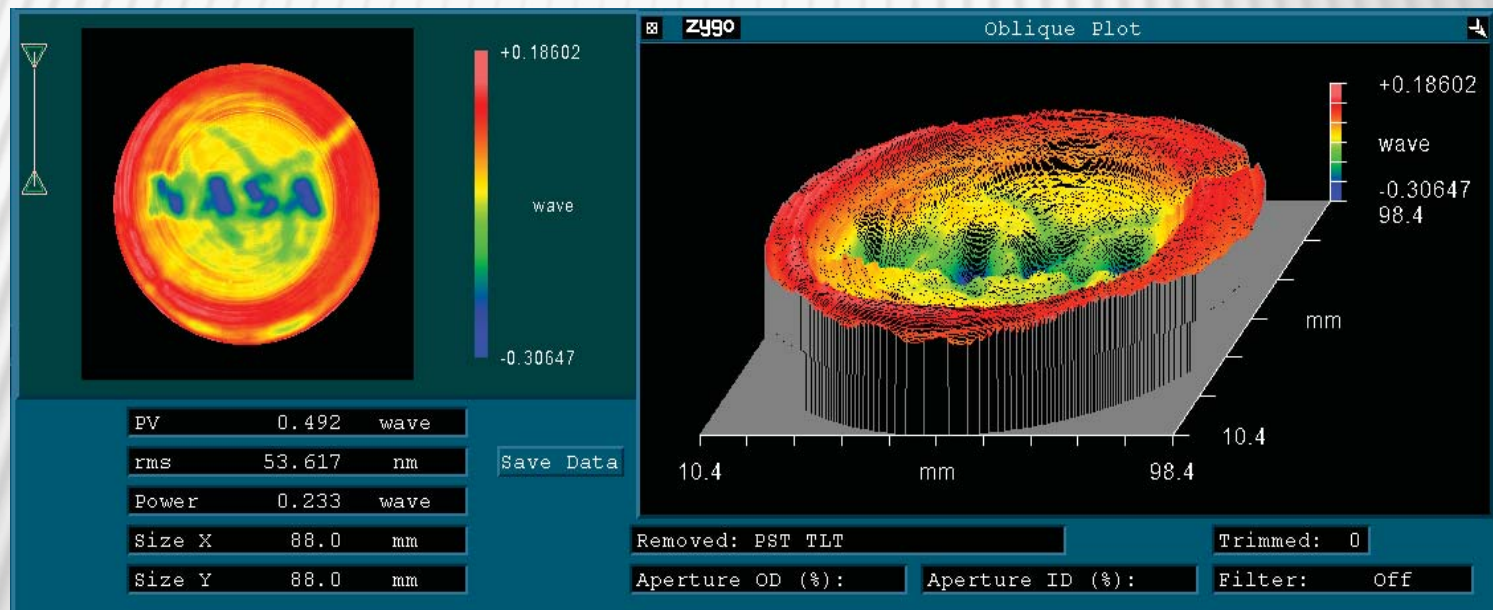 +0.18602
wave
-0.30647
NASA
PV 0.492 wave
rms 53.617 nm
Power 0.233 wave
Size X 88.0 mm
Size Y 88.0 mm
Save Data
zygo Oblique Plot
+0.18602
wave
-0.30647
98.4
mm
10.4
10.4 mm 98.4
Removed: PST TLT
Trimmed: 0
Aperture OD (%):
Aperture ID (%):
Filter: Off